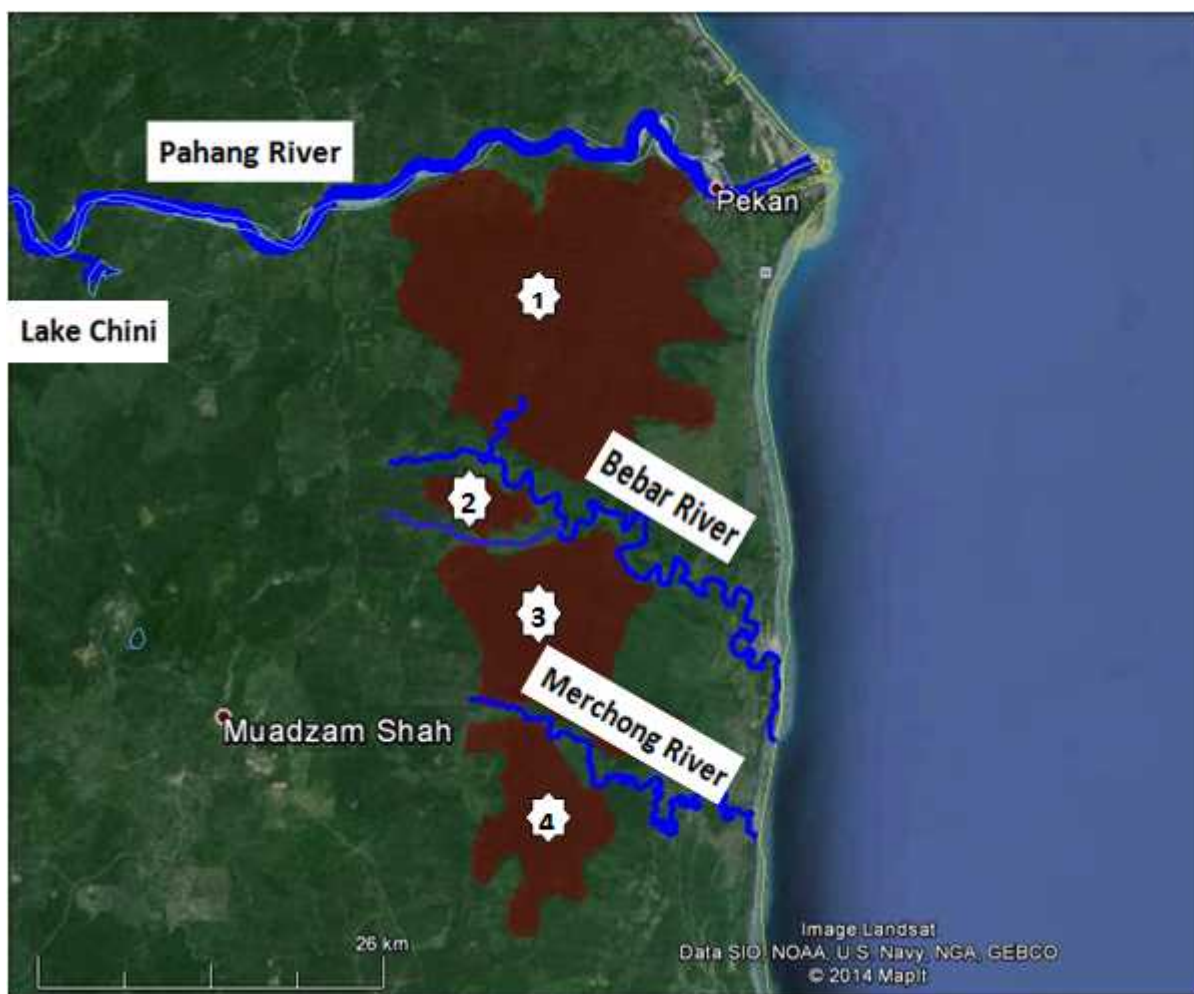 Pahang River
Pekan
1
Lake Chini
Bebar River
2
3
Merchong River
Muadzam Shah
4
26 km
Image Landsat
Data SIO, NOAA, U.S. Navy, NGA, GEBCO
© 2014 MapIt